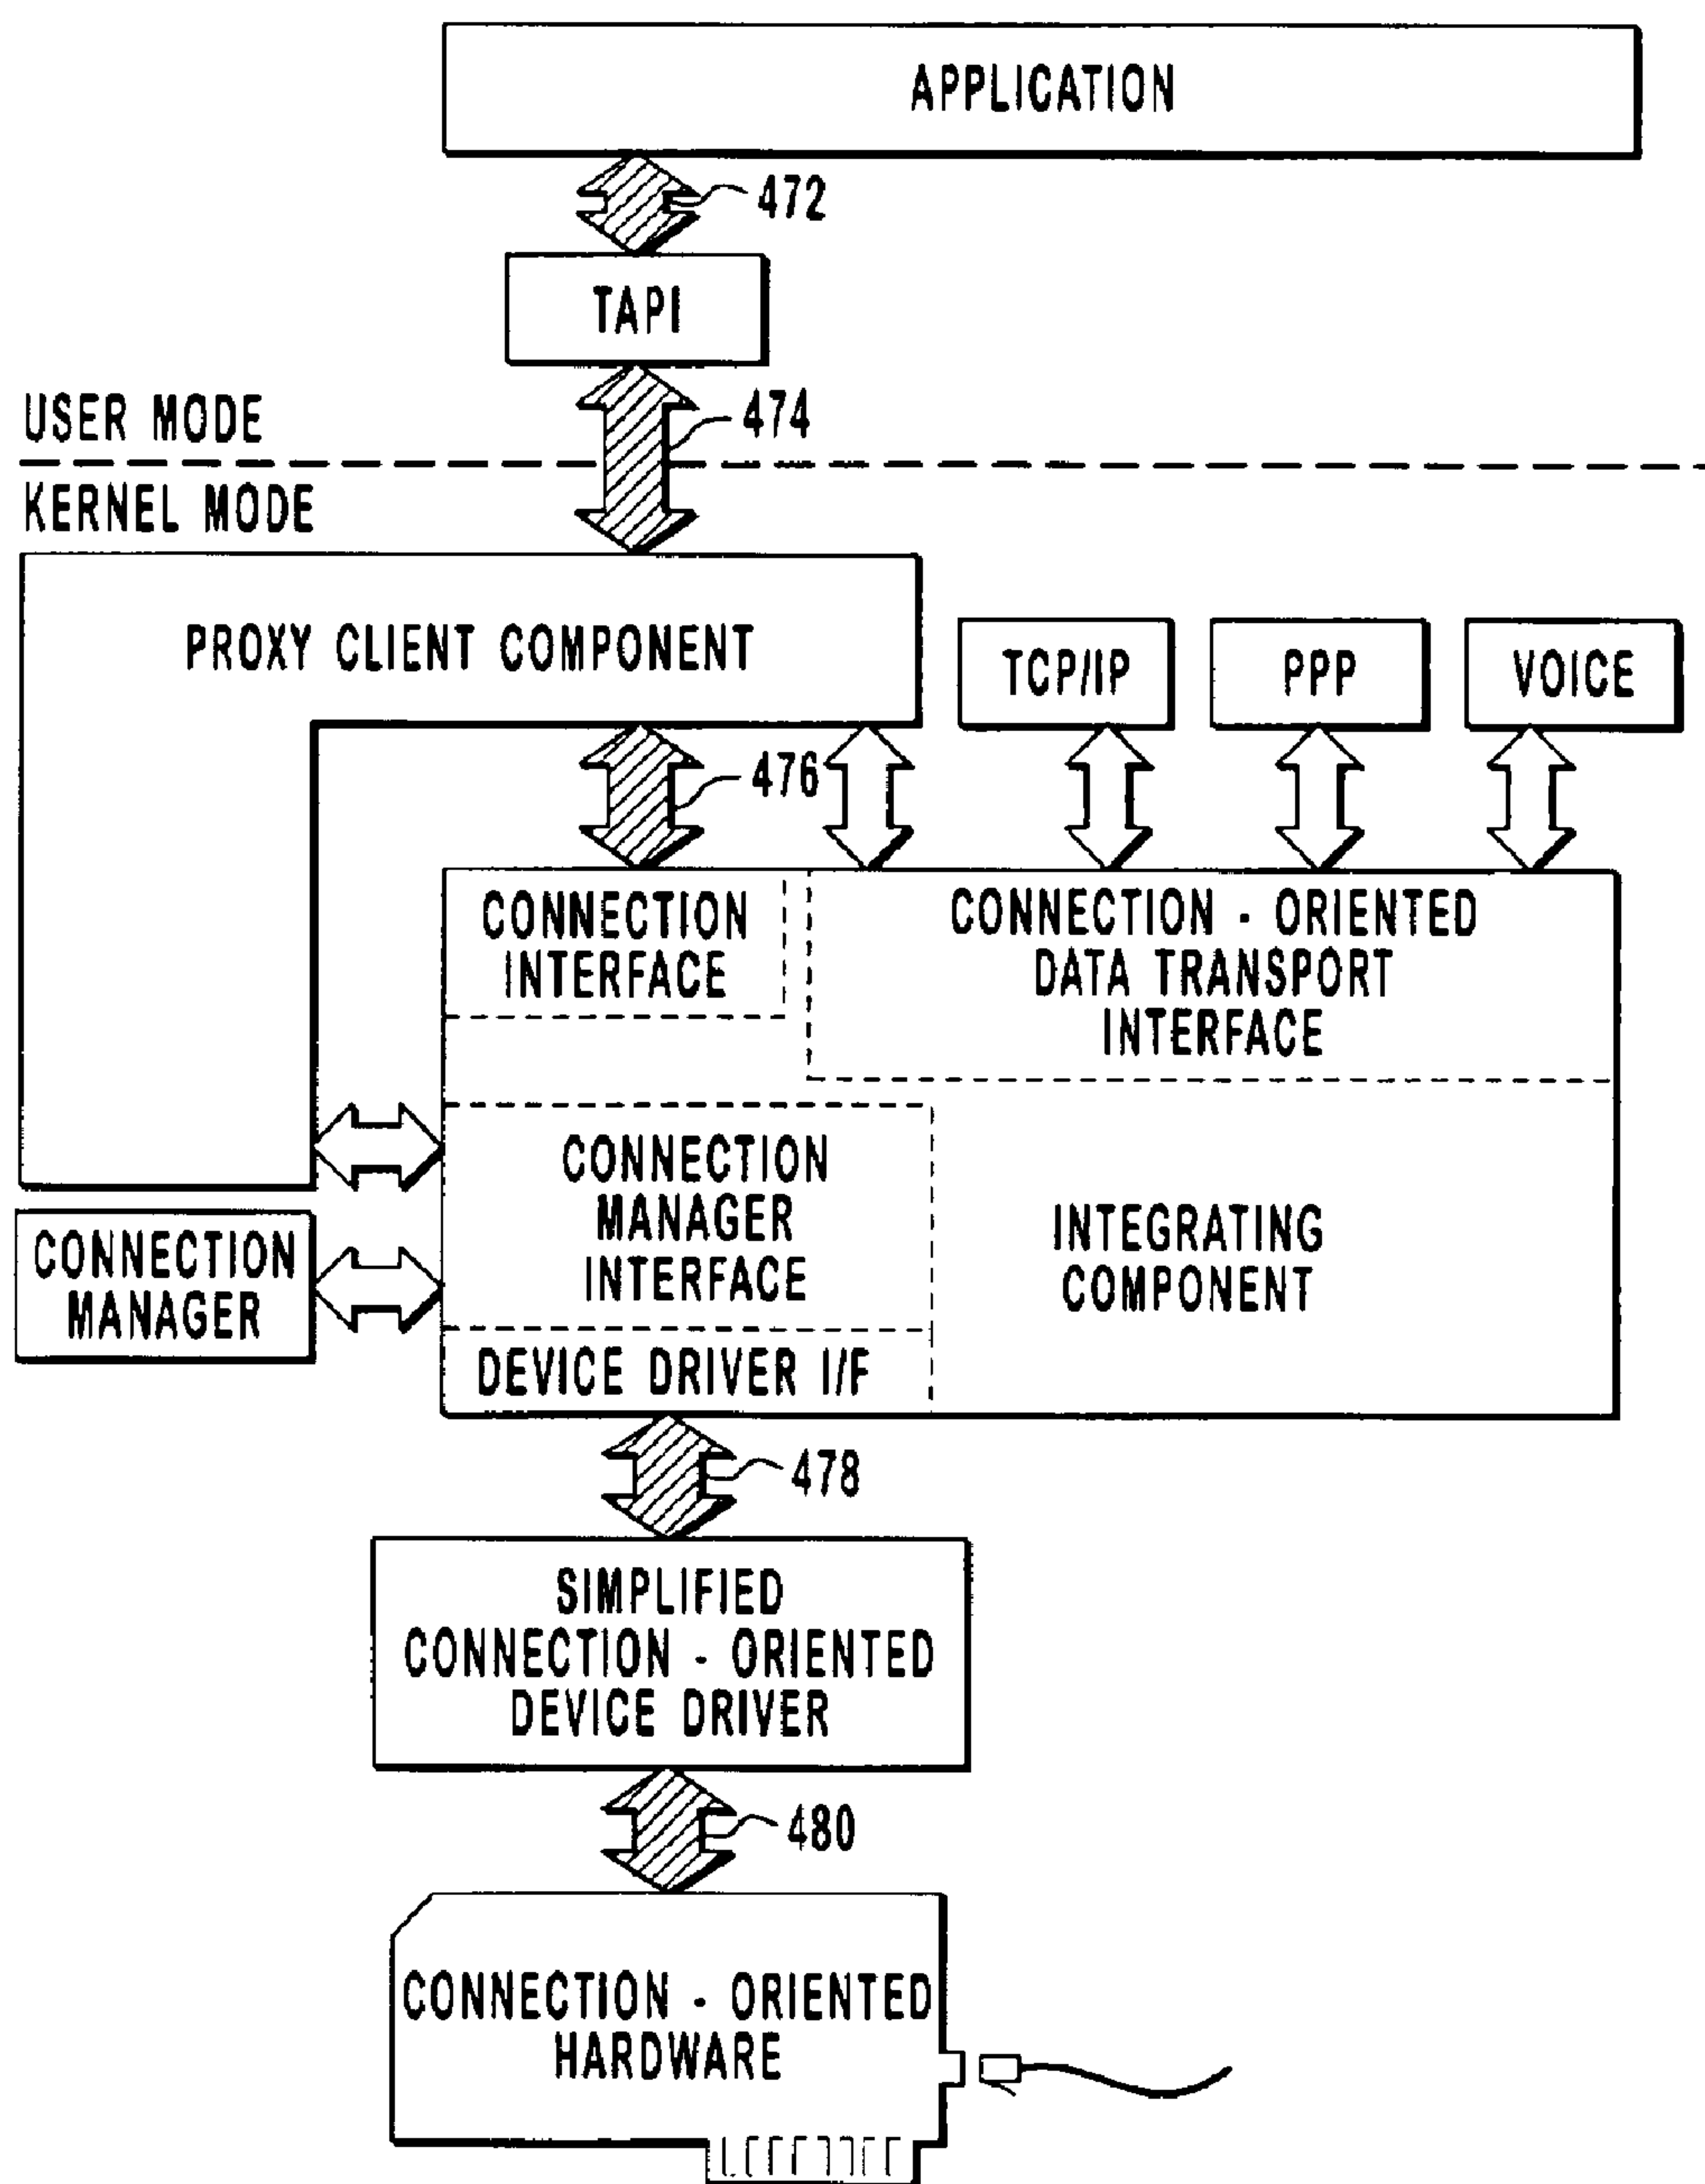 APPLICATION
472
TAPI
USER MODE
474
KERNEL MODE
PROXY CLIENT COMPONENT
TCP/IP
PPP
VOICE
476
CONNECTION
INTERFACE
CONNECTION - ORIENTED
DATA TRANSPORT
INTERFACE
CONNECTION
MANAGER
INTERFACE
INTEGRATING
COMPONENT
CONNECTION
MANAGER
DEVICE DRIVER I/F
478
SIMPLIFIED
CONNECTION - ORIENTED
DEVICE DRIVER
480
CONNECTION - ORIENTED
HARDWARE